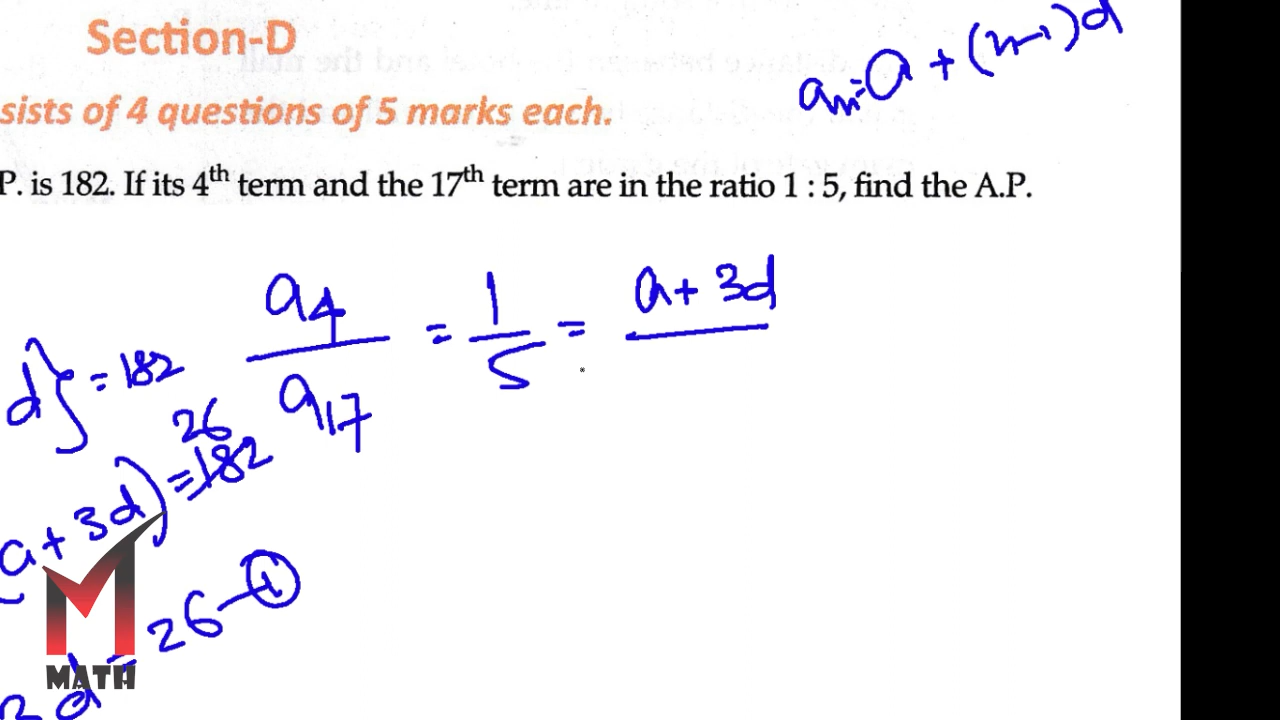 Section-D
aₙ = a + (n-1)d
sists of 4 questions of 5 marks each.
P. is 182. If its 4th term and the 17th term are in the ratio 1 : 5, find the A.P.
a₄/a₁₇ = 1/5 = a + 3d
d} = 182
26
(a + 3d) = 182
3d = 26 - ①
MATH